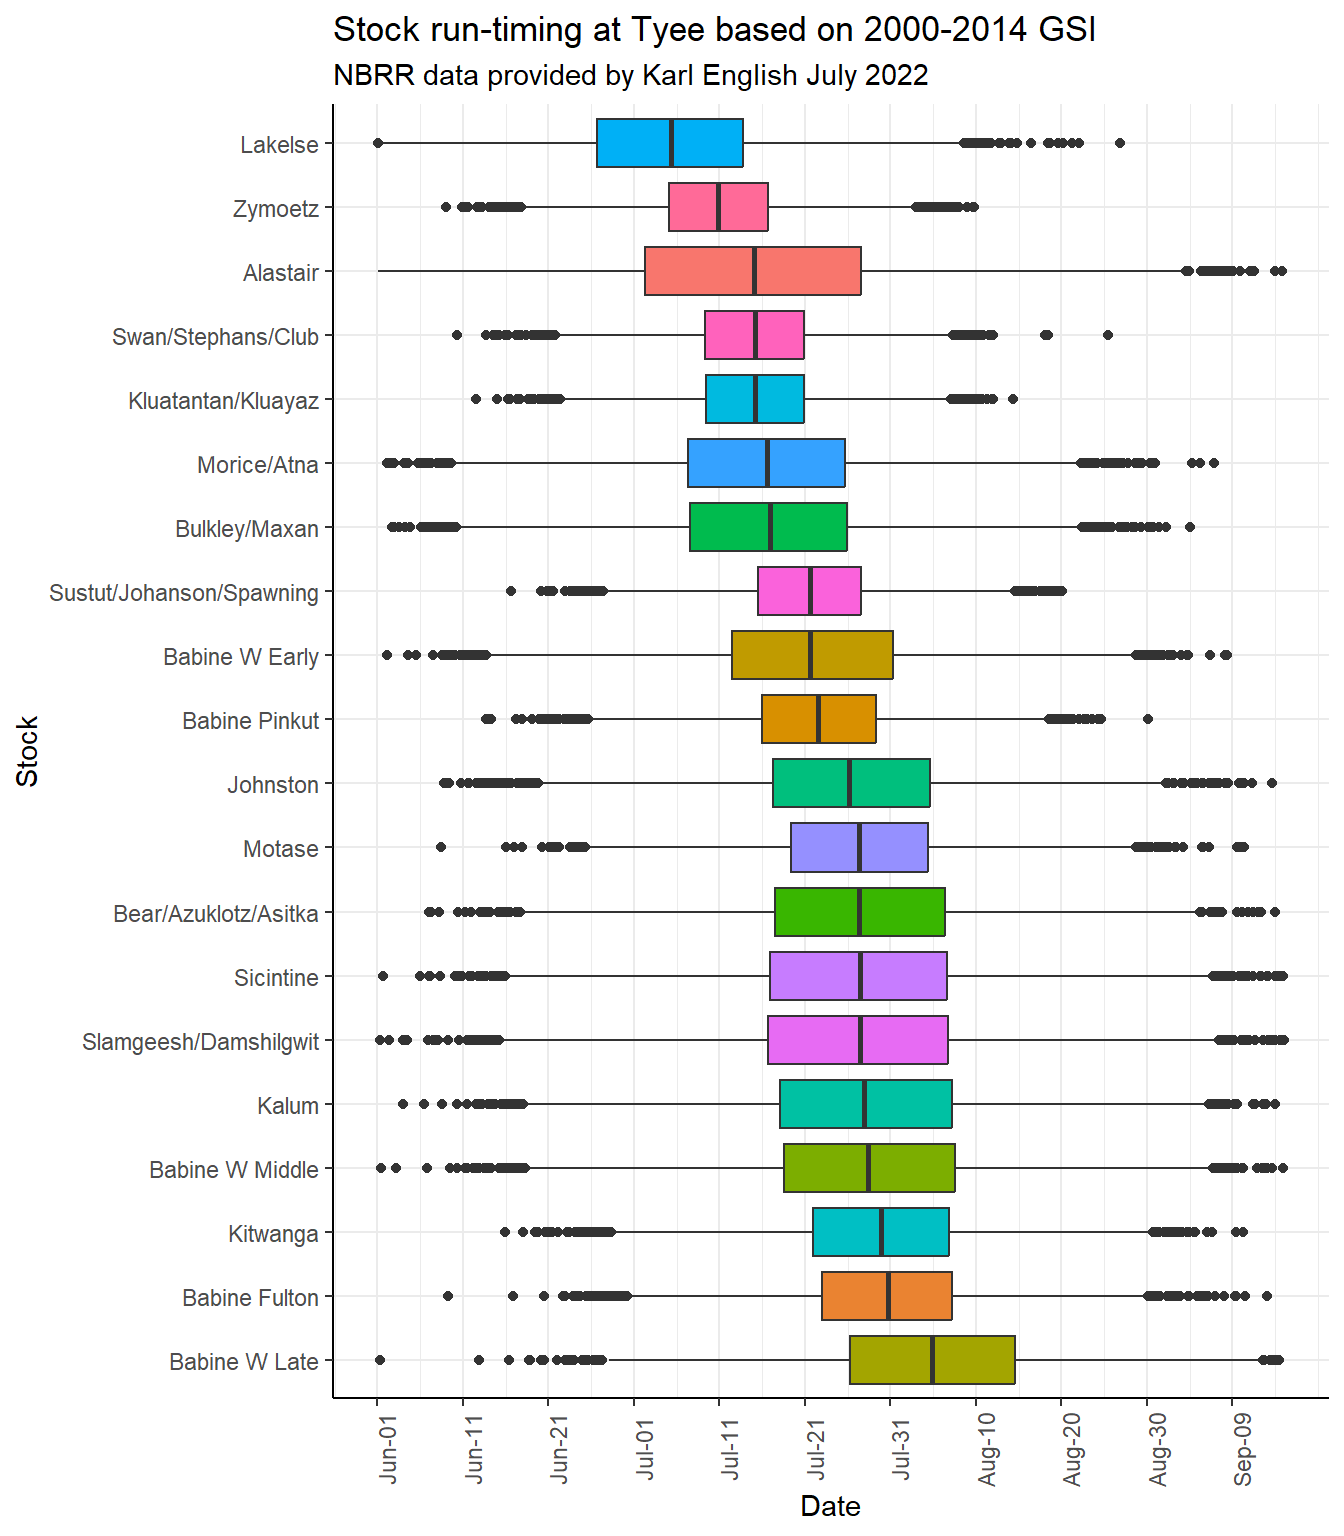 Stock run-timing at Tyee based on 2000-2014 GSI
NBRR data provided by Karl English July 2022
Stock
Lakelse
Zymoetz
Alastair
Swan/Stephans/Club
Kluatantan/Kluayaz
Morice/Atna
Bulkley/Maxan
Sustut/Johanson/Spawning
Babine W Early
Babine Pinkut
Johnston
Motase
Bear/Azuklotz/Asitka
Sicintine
Slamgeesh/Damshilgwit
Kalum
Babine W Middle
Kitwanga
Babine Fulton
Babine W Late
Jun-01
Jun-11
Jun-21
Jul-01
Jul-11
Jul-21
Jul-31
Aug-10
Aug-20
Aug-30
Sep-09
Date